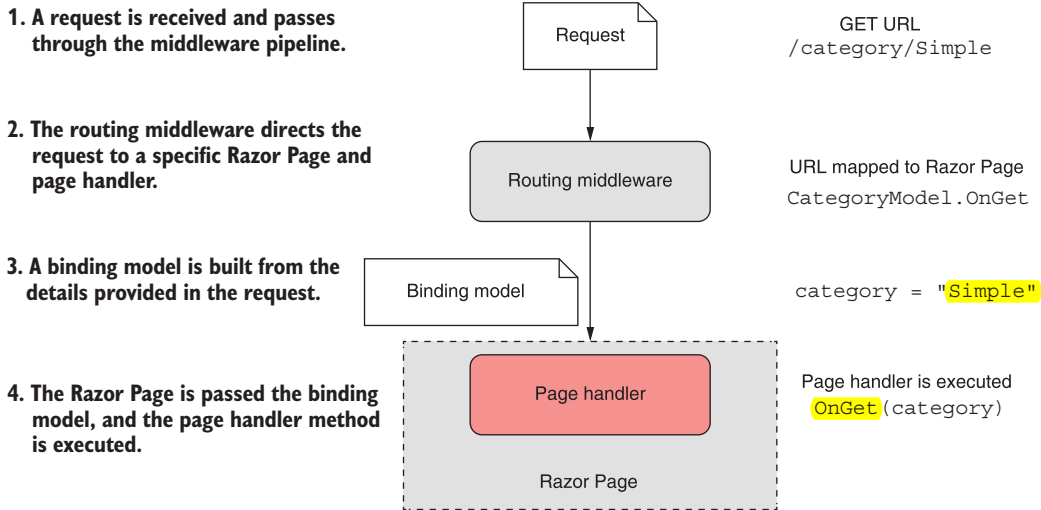 1. A request is received and passes
through the middleware pipeline.
Request
GET URL
/category/Simple
2. The routing middleware directs the
request to a specific Razor Page and
page handler.
Routing middleware
URL mapped to Razor Page
CategoryModel.OnGet
3. A binding model is built from the
details provided in the request.
Binding model
category = "Simple"
4. The Razor Page is passed the binding
model, and the page handler method
is executed.
Page handler
Razor Page
Page handler is executed
OnGet(category)